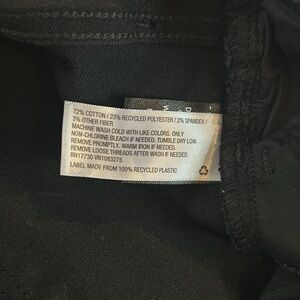 72% COTTON / 23% RECYCLED POLYESTER / 2% SPANDEX /
3% OTHER FIBER
MACHINE WASH COLD WITH LIKE COLORS. ONLY
NON-CHLORINE BLEACH IF NEEDED. TUMBLE DRY LOW.
REMOVE PROMPTLY. WARM IRON IF NEEDED.
REMOVE LOOSE THREADS AFTER WASH IF NEEDED.
RN17730 VN1083275
LABEL MADE FROM 100% RECYCLED PLASTIC